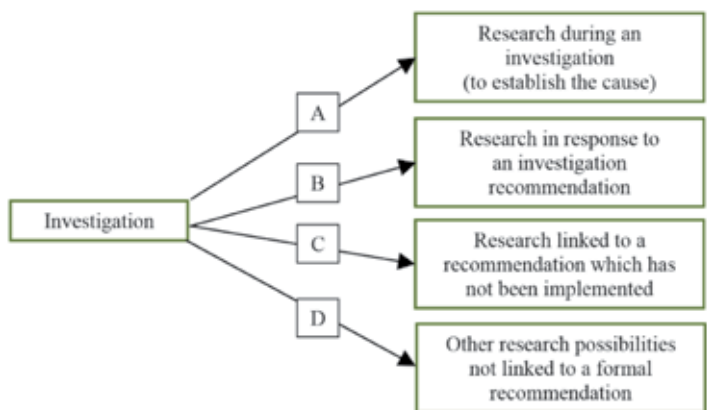 Research during an
investigation
(to establish the cause)
A
Research in response to
an investigation
recommendation
B
Investigation
C
Research linked to a
recommendation which has
not been implemented
D
Other research possibilities
not linked to a formal
recommendation